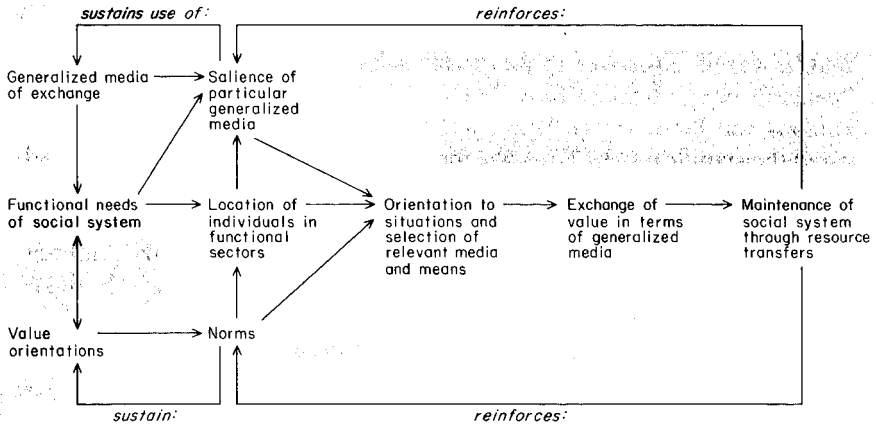 sustains use of:
reinforces:
Generalized media
of exchange
Salience of
particular
generalized
media
Functional needs
of social system
Location of
individuals in
functional
sectors
Orientation to
situations and
selection of
relevant media
and means
Exchange of
value in terms
of generalized
media
Maintenance of
social system
through resource
transfers
Value
orientations
Norms
sustain:
reinforces: